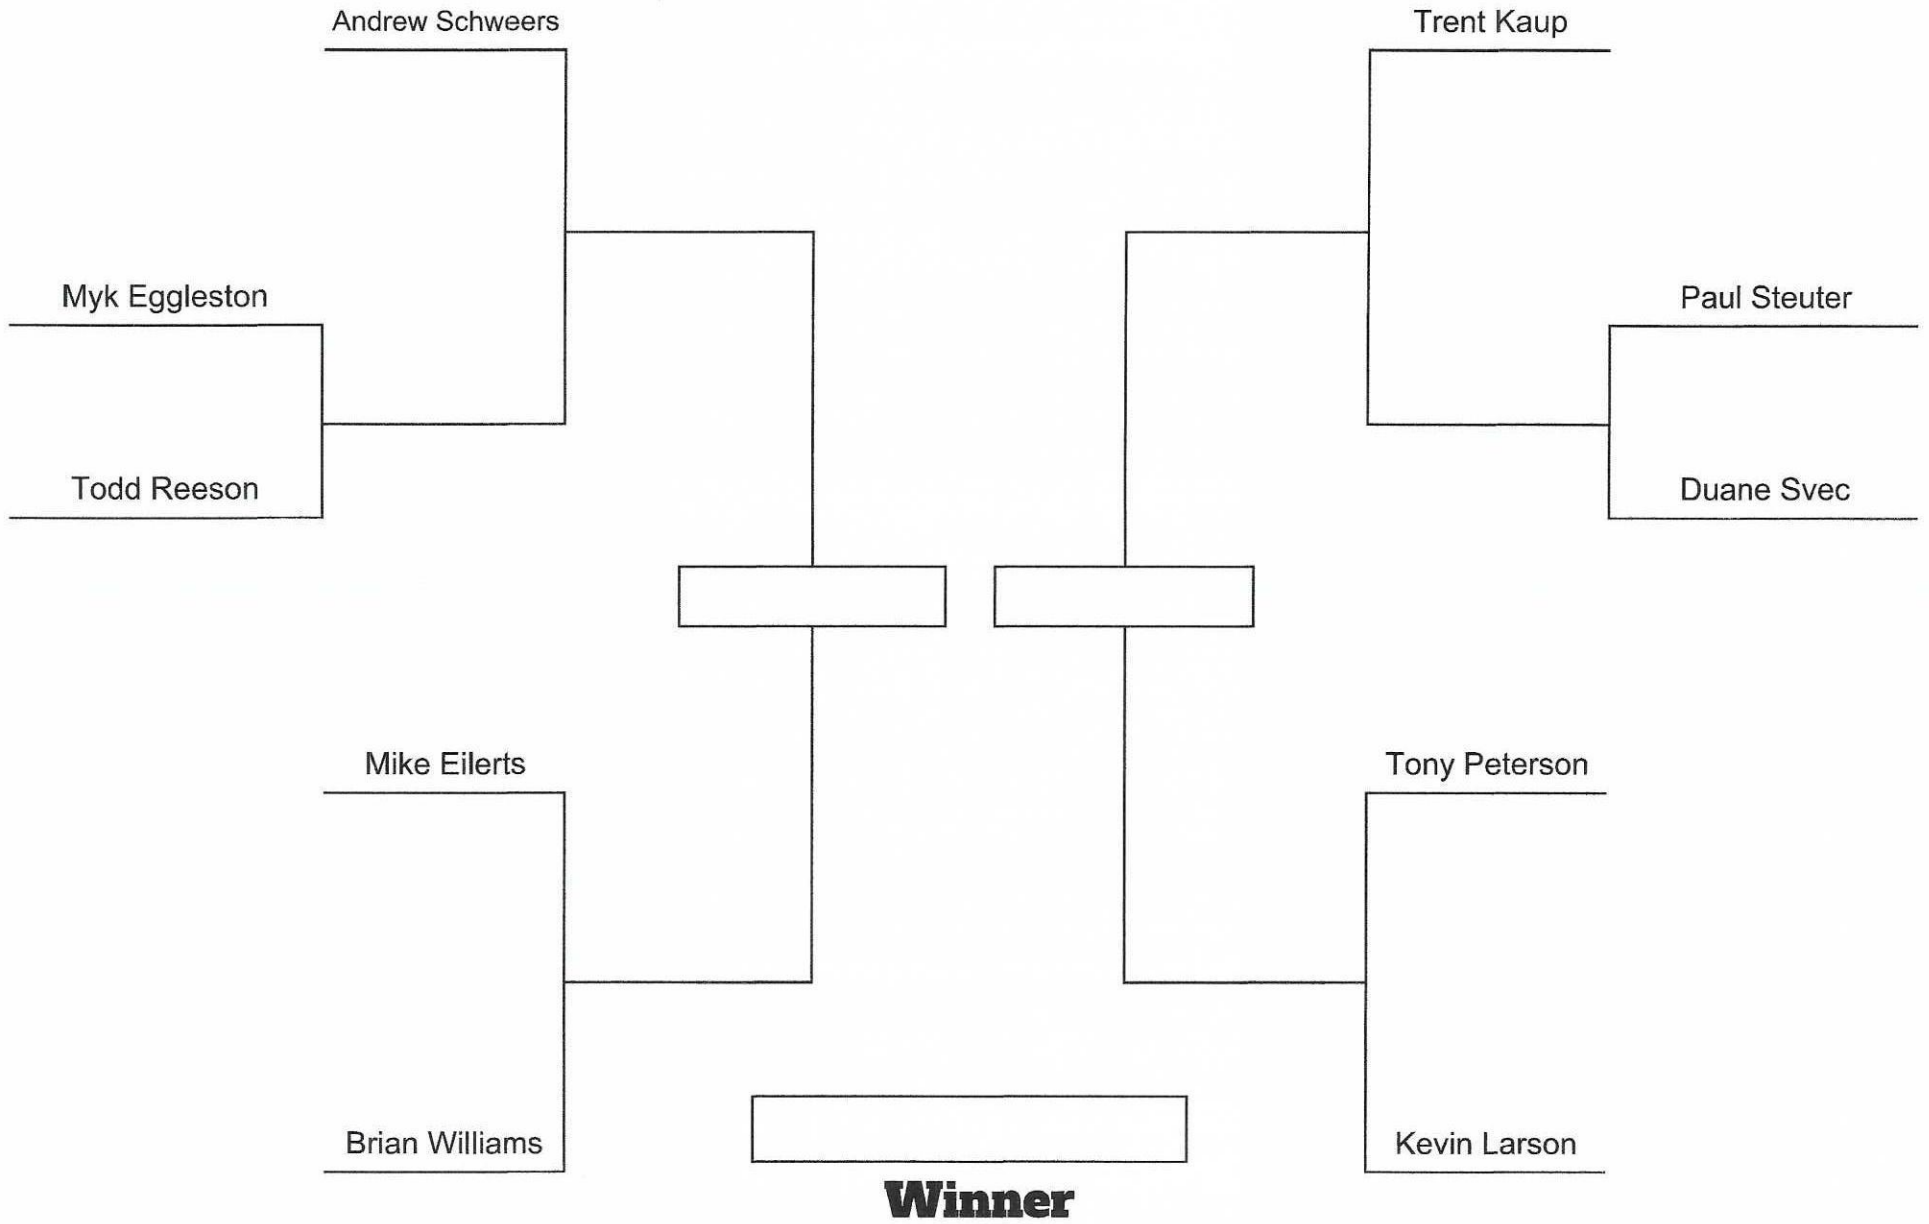 Andrew Schweers
Trent Kaup
Myk Eggleston
Paul Steuter
Todd Reeson
Duane Svec
Mike Eilerts
Tony Peterson
Brian Williams
Kevin Larson
Winner